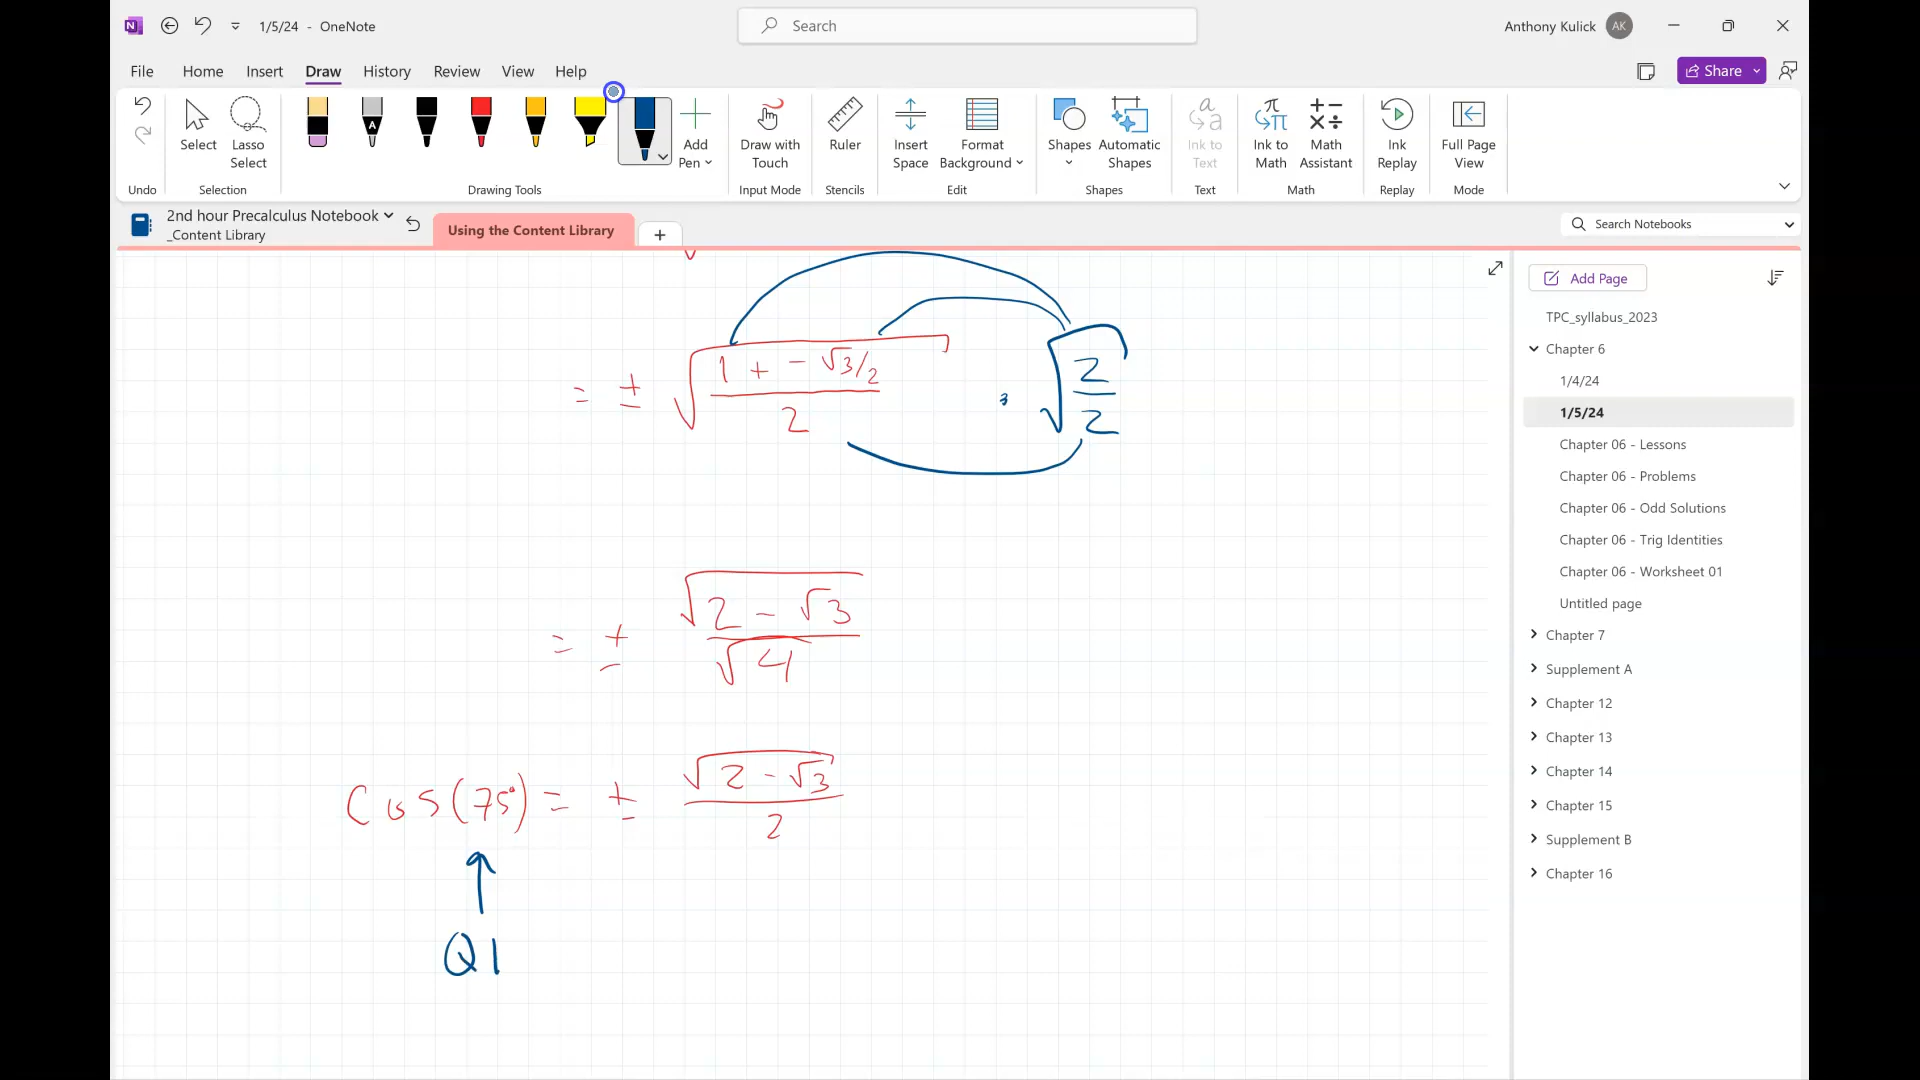 1/5/24 - OneNote
Search
Anthony Kulick AK
File Home Insert Draw History Review View Help
Share
Select
Lasso Select
A
Add Pen
Draw with Touch
Ruler
Insert Space
Format Background
Shapes
Automatic Shapes
Ink to Text
Ink to Math
Math Assistant
Ink Replay
Full Page View
Undo Selection Drawing Tools Input Mode Stencils Edit Shapes Text Math Replay Mode
2nd hour Precalculus Notebook
_Content Library
Using the Content Library
+
Search Notebooks
= ± √((1 + -√3/2)/2) · √(2/2)
= ± √(2 - √3)/√4
Cos(75°) = ± √(2 - √3)/2
Q1
Add Page
TPC_syllabus_2023
Chapter 6
1/4/24
1/5/24
Chapter 06 - Lessons
Chapter 06 - Problems
Chapter 06 - Odd Solutions
Chapter 06 - Trig Identities
Chapter 06 - Worksheet 01
Untitled page
Chapter 7
Supplement A
Chapter 12
Chapter 13
Chapter 14
Chapter 15
Supplement B
Chapter 16